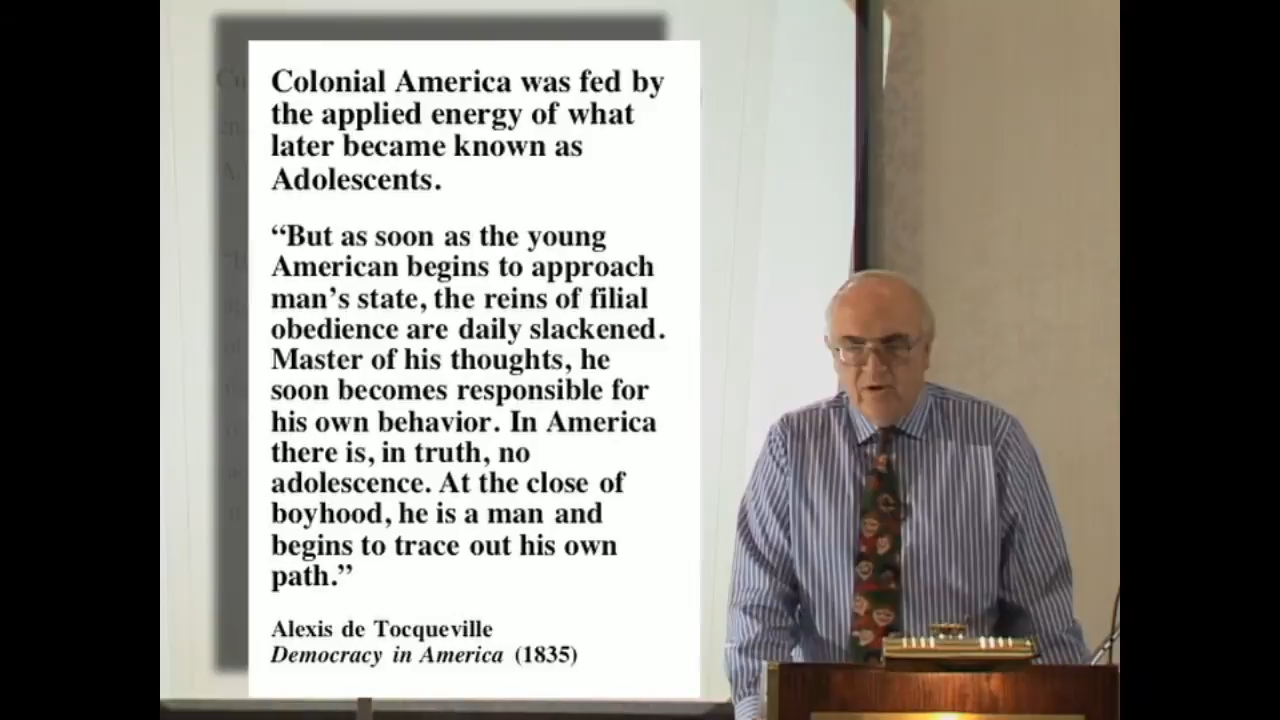 Colonial America was fed by
the applied energy of what
later became known as
Adolescents.
“But as soon as the young
American begins to approach
man’s state, the reins of filial
obedience are daily slackened.
Master of his thoughts, he
soon becomes responsible for
his own behavior. In America
there is, in truth, no
adolescence. At the close of
boyhood, he is a man and
begins to trace out his own
path.”
Alexis de Tocqueville
Democracy in America (1835)